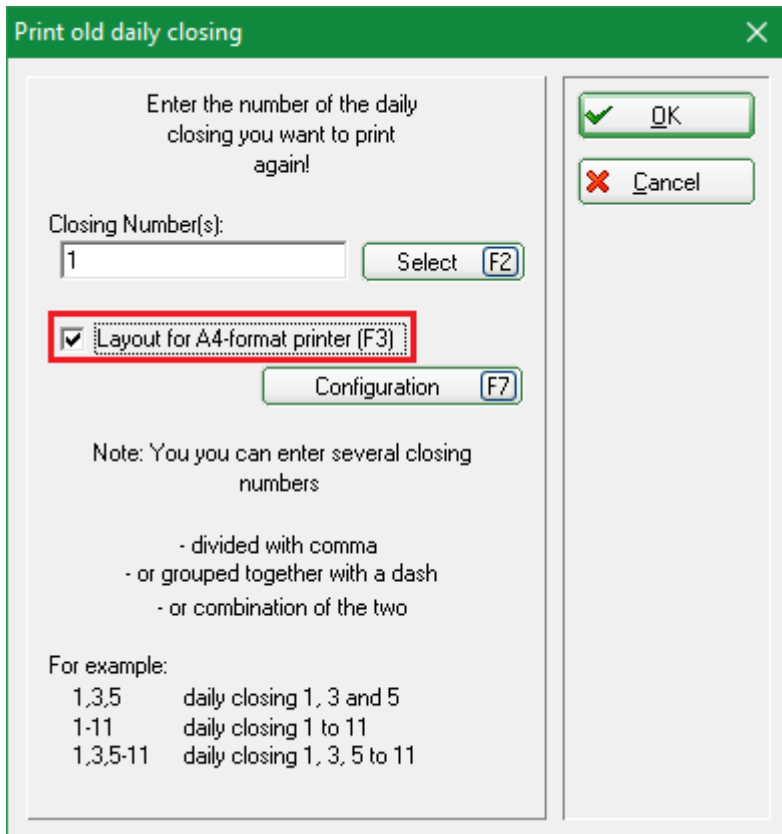 Print old daily closing
Enter the number of the daily
closing you want to print
again!
OK
Cancel
Closing Number(s):
1
Select F2
Layout for A4-format printer (F3)
Configuration F7
Note: You you can enter several closing
numbers
- divided with comma
- or grouped together with a dash
- or combination of the two
For example:
1,3,5 daily closing 1, 3 and 5
1-11 daily closing 1 to 11
1,3,5-11 daily closing 1, 3, 5 to 11